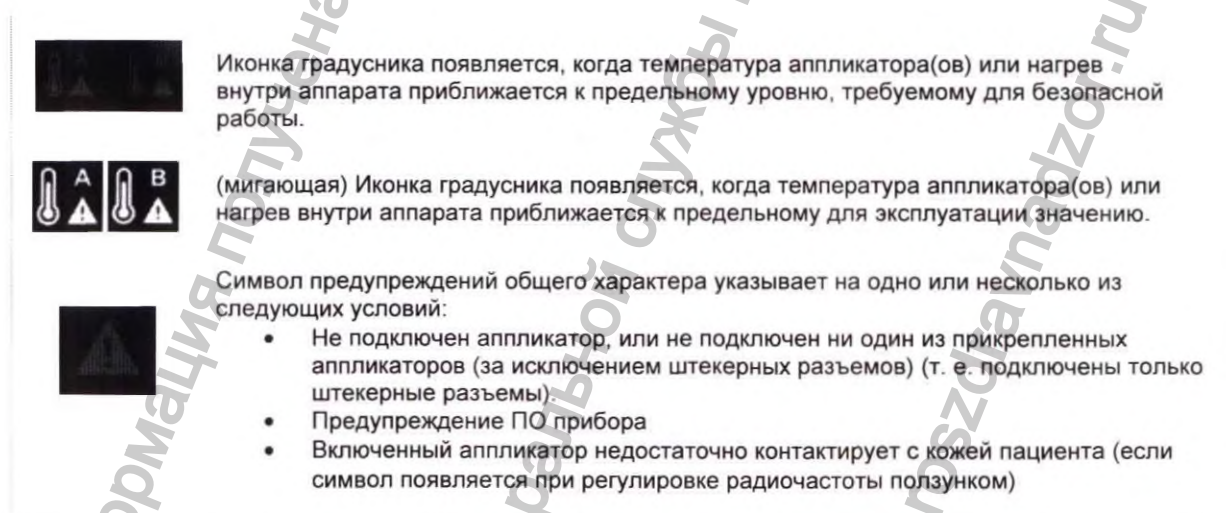 Иконка градусника появляется, когда температура аппликатора(ов) или нагрев
внутри аппарата приближается к предельному уровню, требуемому для безопасной
работы.
A B
(мигающая) Иконка градусника появляется, когда температура аппликатора(ов) или
нагрев внутри аппарата приближается к предельному для эксплуатации значению.
Символ предупреждений общего характера указывает на одно или несколько из
следующих условий:
• Не подключен аппликатор, или не подключен ни один из прикрепленных
аппликаторов (за исключением штекерных разъемов) (т. е. подключены только
штекерные разъемы).
• Предупреждение ПО прибора
• Включенный аппликатор недостаточно контактирует с кожей пациента (если
символ появляется при регулировке радиочастоты ползунком)